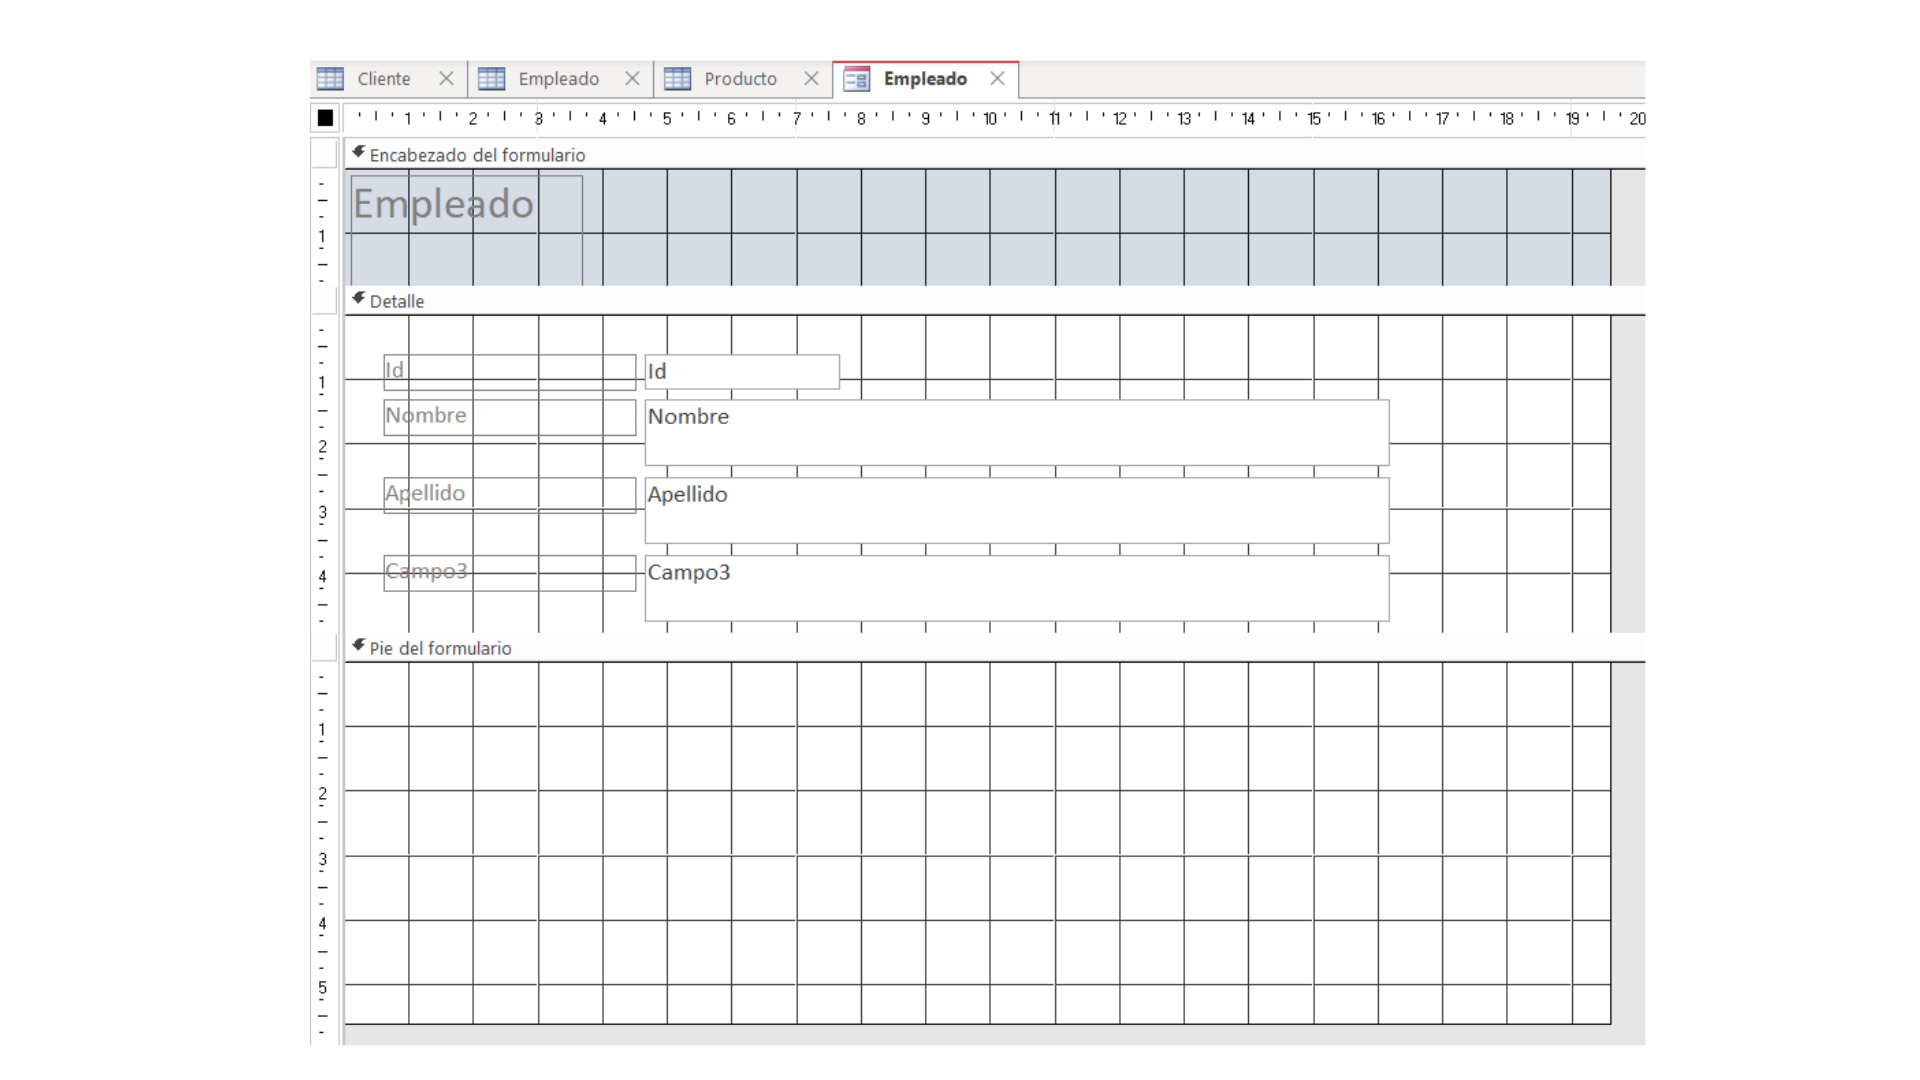 Cliente Empleado Producto Empleado
1 2 3 4 5 6 7 8 9 10 11 12 13 14 15 16 17 18 19 20
Encabezado del formulario
Empleado
1
Detalle
Id Id
1
Nombre Nombre
2
Apellido Apellido
3
Campo3 Campo3
4
Pie del formulario
1
2
3
4
5